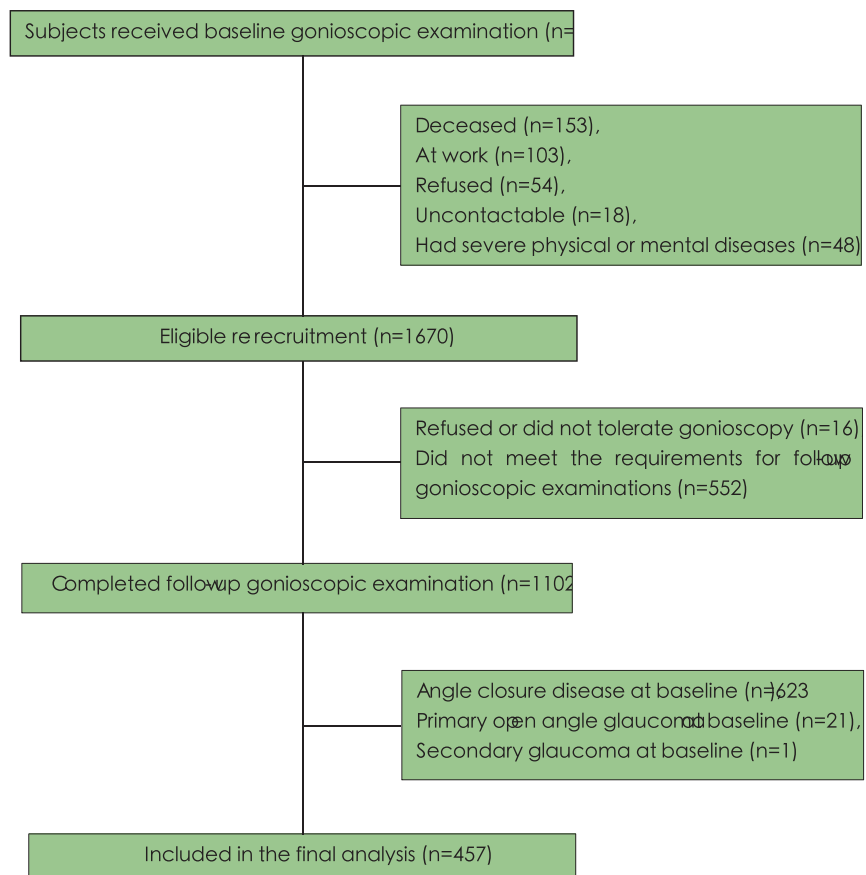 Subjects received baseline gonioscopic examination (n=
Deceased (n=153),
At work (n=103),
Refused (n=54),
Uncontactable (n=18),
Had severe physical or mental diseases (n=48)
Eligible re recruitment (n=1670)
Refused or did not tolerate gonioscopy (n=16)
Did not meet the requirements for follow-up
gonioscopic examinations (n=552)
Completed follow-up gonioscopic examination (n=1102
Angle closure disease at baseline (n=623),
Primary open angle glaucoma at baseline (n=21),
Secondary glaucoma at baseline (n=1)
Included in the final analysis (n=457)